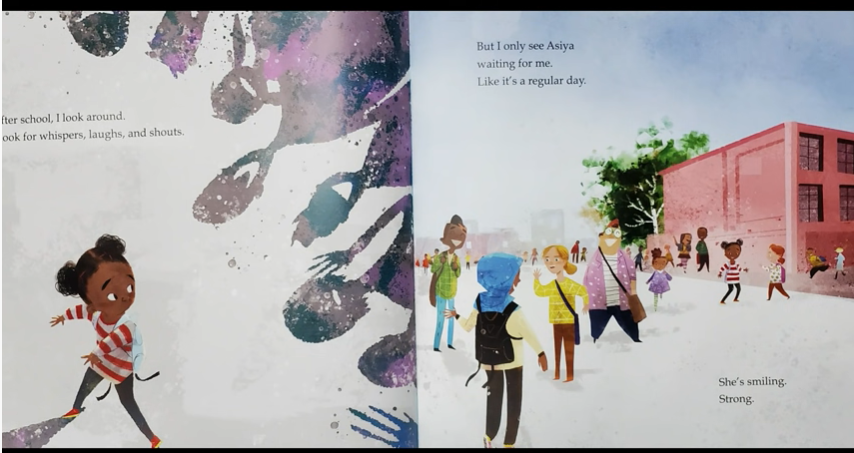 fter school, I look around.
ook for whispers, laughs, and shouts.
But I only see Asiya
waiting for me.
Like it's a regular day.
She's smiling.
Strong.